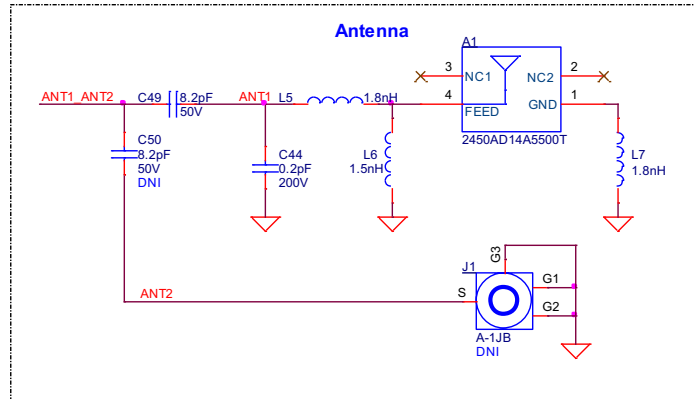 Antenna
A1
3
NC1
NC2
2
ANT1_ANT2
C49
8.2pF
50V
ANT1
L5
1.8nH
4
FEED
GND
1
2450AD14A5500T
C50
8.2pF
50V
DNI
C44
0.2pF
200V
L6
1.5nH
L7
1.8nH
G3
J1
G1
ANT2
S
G2
A-1JB
DNI